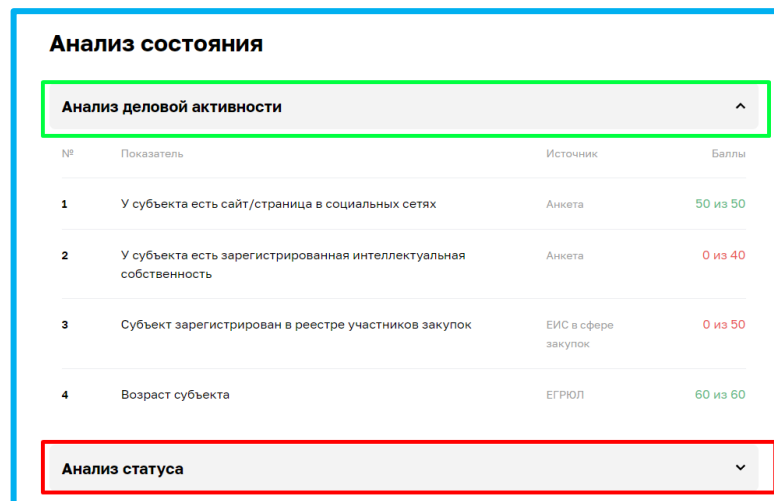 Анализ состояния
Анализ деловой активности
№ Показатель Источник Баллы
1 У субъекта есть сайт/страница в социальных сетях Анкета 50 из 50
2 У субъекта есть зарегистрированная интеллектуальная Анкета 0 из 40
собственность
3 Субъект зарегистрирован в реестре участников закупок ЕИС в сфере 0 из 50
закупок
4 Возраст субъекта ЕГРЮЛ 60 из 60
Анализ статуса